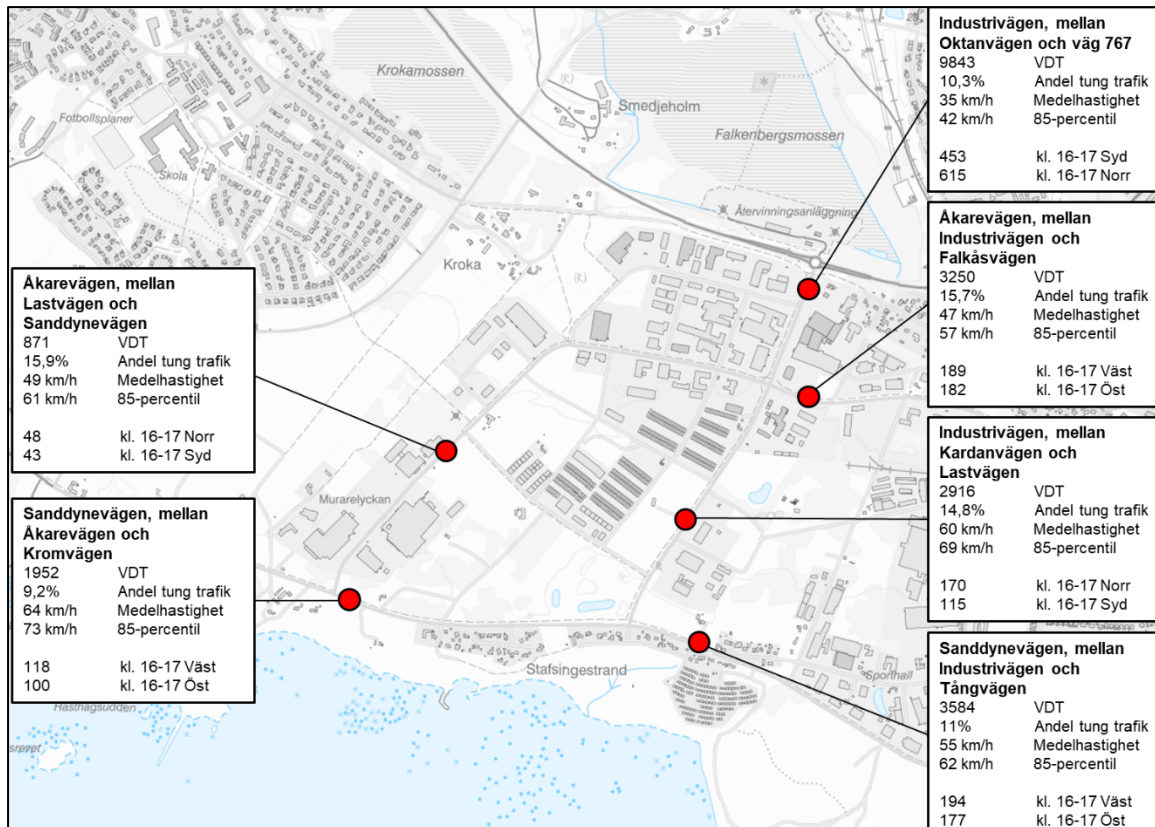 Industrivägen, mellan
Oktanvägen och väg 767
9843 VDT
10,3% Andel tung trafik
35 km/h Medelhastighet
42 km/h 85-percentil
453 kl. 16-17 Syd
615 kl. 16-17 Norr
Åkarevägen, mellan
Industrivägen och
Falkåsvägen
3250 VDT
15,7% Andel tung trafik
47 km/h Medelhastighet
57 km/h 85-percentil
189 kl. 16-17 Väst
182 kl. 16-17 Öst
Industrivägen, mellan
Kardanvägen och
Lastvägen
2916 VDT
14,8% Andel tung trafik
60 km/h Medelhastighet
69 km/h 85-percentil
170 kl. 16-17 Norr
115 kl. 16-17 Syd
Sanddynevägen, mellan
Industrivägen och
Tångvägen
3584 VDT
11% Andel tung trafik
55 km/h Medelhastighet
62 km/h 85-percentil
194 kl. 16-17 Väst
177 kl. 16-17 Öst
Åkarevägen, mellan
Lastvägen och
Sanddynevägen
871 VDT
15,9% Andel tung trafik
49 km/h Medelhastighet
61 km/h 85-percentil
48 kl. 16-17 Norr
43 kl. 16-17 Syd
Sanddynevägen, mellan
Åkarevägen och
Kromvägen
1952 VDT
9,2% Andel tung trafik
64 km/h Medelhastighet
73 km/h 85-percentil
118 kl. 16-17 Väst
100 kl. 16-17 Öst
Krokamossen
(R)
Smedjeholm
Fotbollsplaner
Falkenbergsmossen
Skola
Återvinningsanläggning
Kroka
(R)
Murarelyckan
Stafsingestrand
Sporthall
Hästhagsudden
srevet